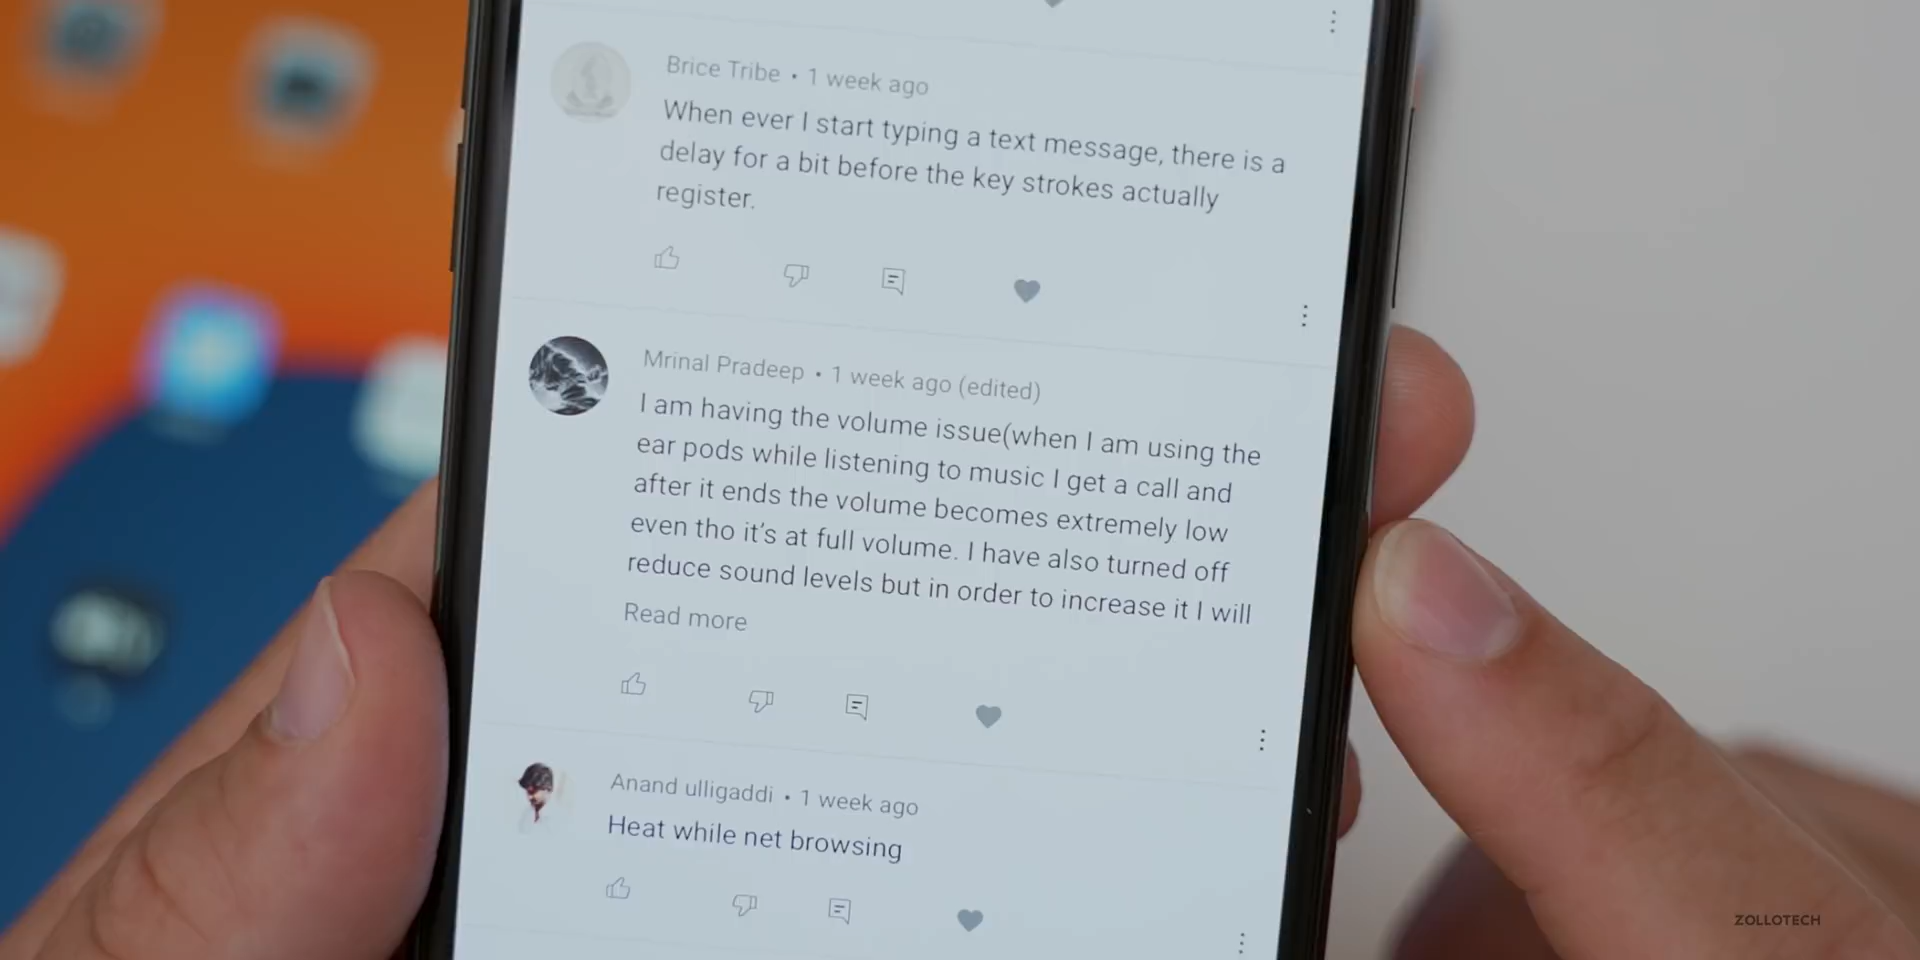 Brice Tribe • 1 week ago
When ever I start typing a text message, there is a
delay for a bit before the key strokes actually
register.
Mrinal Pradeep • 1 week ago (edited)
I am having the volume issue(when I am using the
ear pods while listening to music I get a call and
after it ends the volume becomes extremely low
even tho it's at full volume. I have also turned off
reduce sound levels but in order to increase it I will
Read more
Anand ulligaddi • 1 week ago
Heat while net browsing
ZOLLOTECH